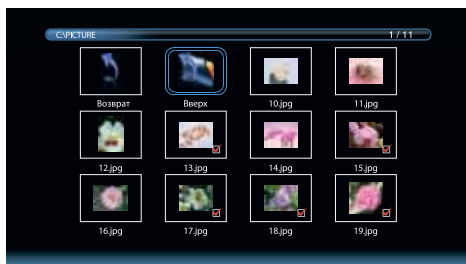 C:\PICTURE 1 / 11
Возврат Вверх 10.jpg 11.jpg
12.jpg 13.jpg 14.jpg 15.jpg
16.jpg 17.jpg 18.jpg 19.jpg